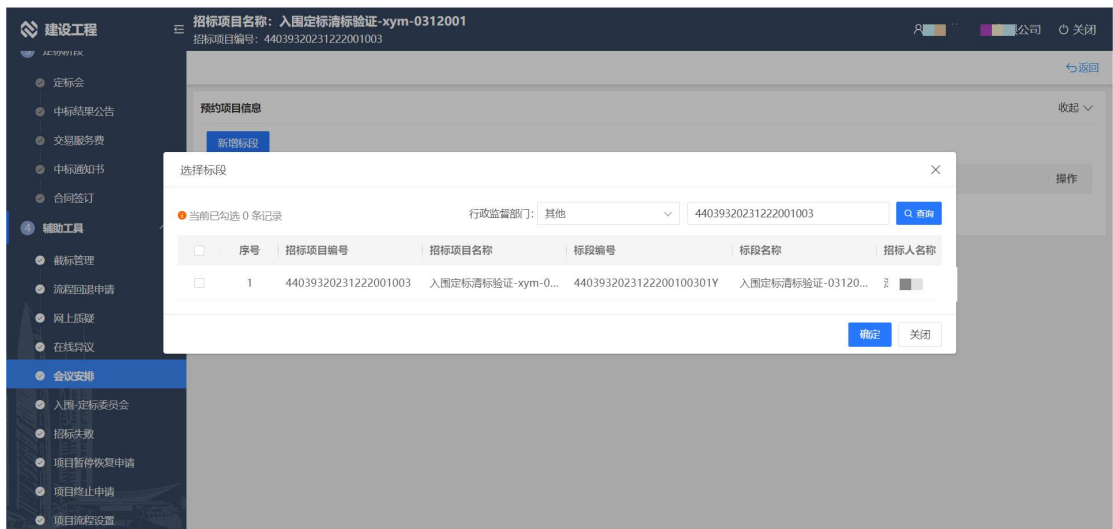 建设工程
招标项目名称：入围定标清标验证-xym-0312001
招标项目编号：44039320231222001003
公司
关闭
定标阶段
定标会
中标结果公告
交易服务费
中标通知书
合同签订
4 辅助工具
截标管理
流程回退申请
网上质疑
在线异议
会议安排
入围-定标委员会
招标失败
项目暂停恢复申请
项目终止申请
项目流程设置
返回
预约项目信息
收起
新增标段
操作
选择标段
当前已勾选 0 条记录
行政监督部门： 其他 44039320231222001003 查询
序号 招标项目编号 招标项目名称 标段编号 标段名称 招标人名称
1 44039320231222001003 入围定标清标验证-xym-0... 4403932023122200100301Y 入围定标清标验证-03120...
确定 关闭